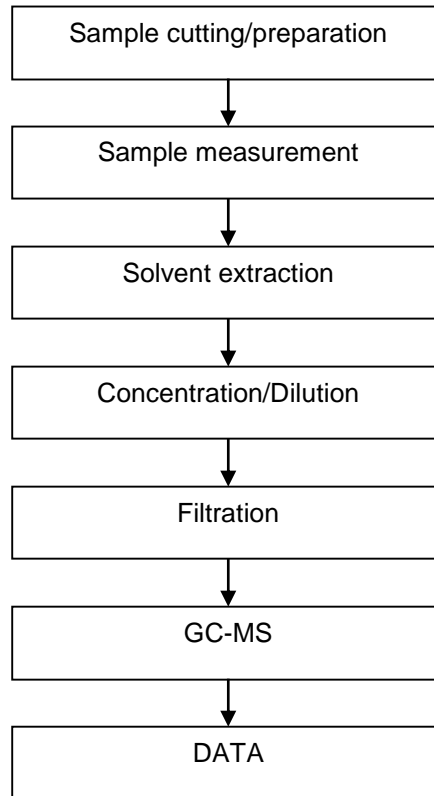 Sample cutting/preparation
Sample measurement
Solvent extraction
Concentration/Dilution
Filtration
GC-MS
DATA